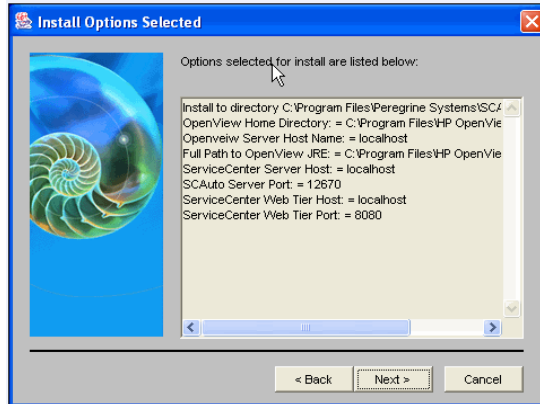 Install Options Selected
Options selected for install are listed below:
Install to directory C:\Program Files\Peregrine Systems\SCA
OpenView Home Directory: = C:\Program Files\HP OpenVie
Openveiw Server Host Name: = localhost
Full Path to OpenView JRE: = C:\Program Files\HP OpenVie
ServiceCenter Server Host: = localhost
SCAuto Server Port: = 12670
ServiceCenter Web Tier Host: = localhost
ServiceCenter Web Tier Port: = 8080
< Back Next > Cancel